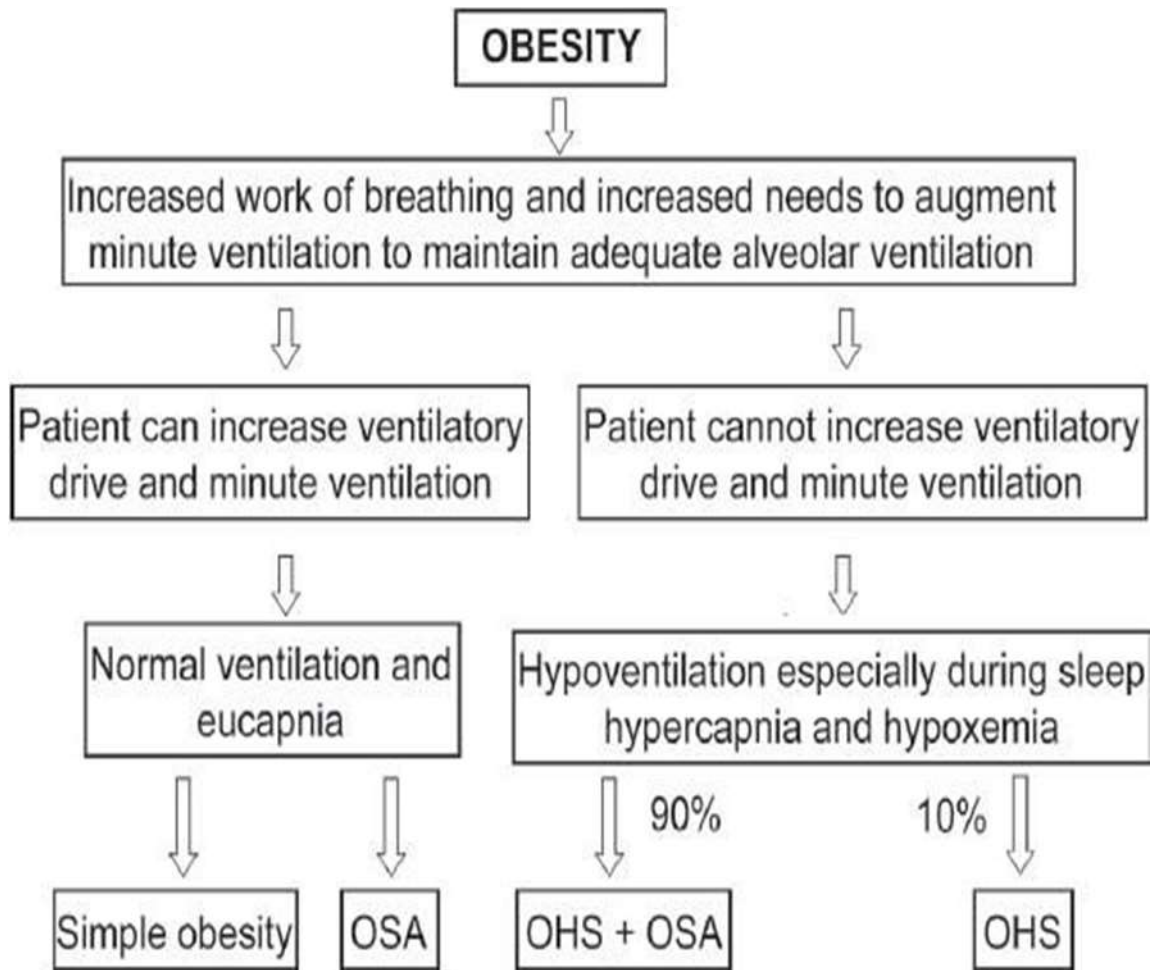 OBESITY
Increased work of breathing and increased needs to augment
minute ventilation to maintain adequate alveolar ventilation
Patient can increase ventilatory
drive and minute ventilation
Patient cannot increase ventilatory
drive and minute ventilation
Normal ventilation and
eucapnia
Hypoventilation especially during sleep
hypercapnia and hypoxemia
90%
10%
Simple obesity
OSA
OHS + OSA
OHS